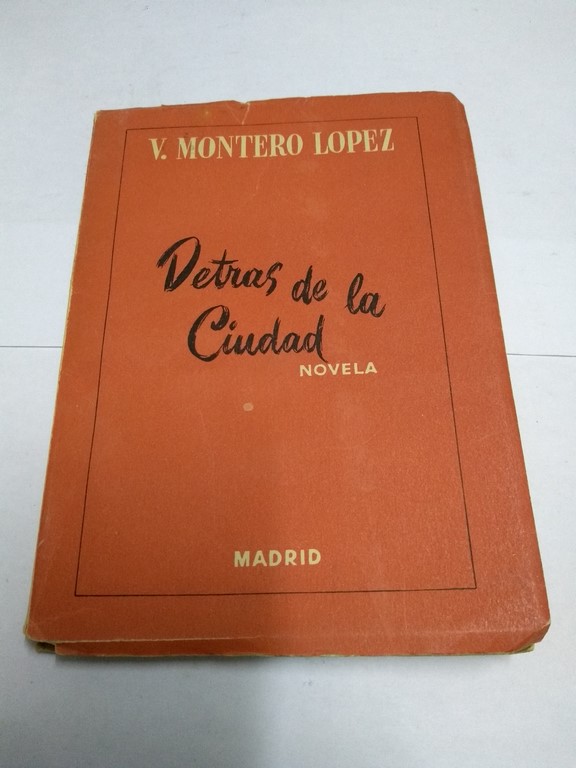 V. MONTERO LOPEZ
Detras de la
Ciudad
NOVELA
MADRID